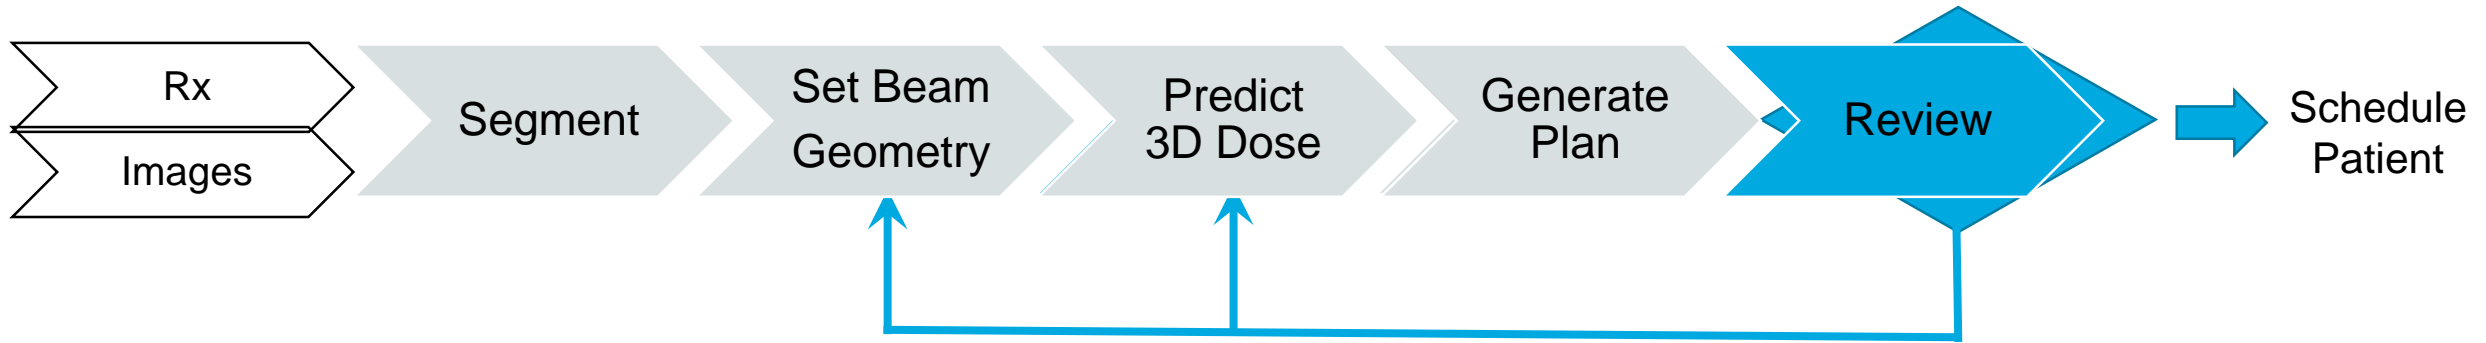 Rx
Images
Segment
Set Beam
Geometry
Predict
3D Dose
Generate
Plan
Review
Schedule
Patient